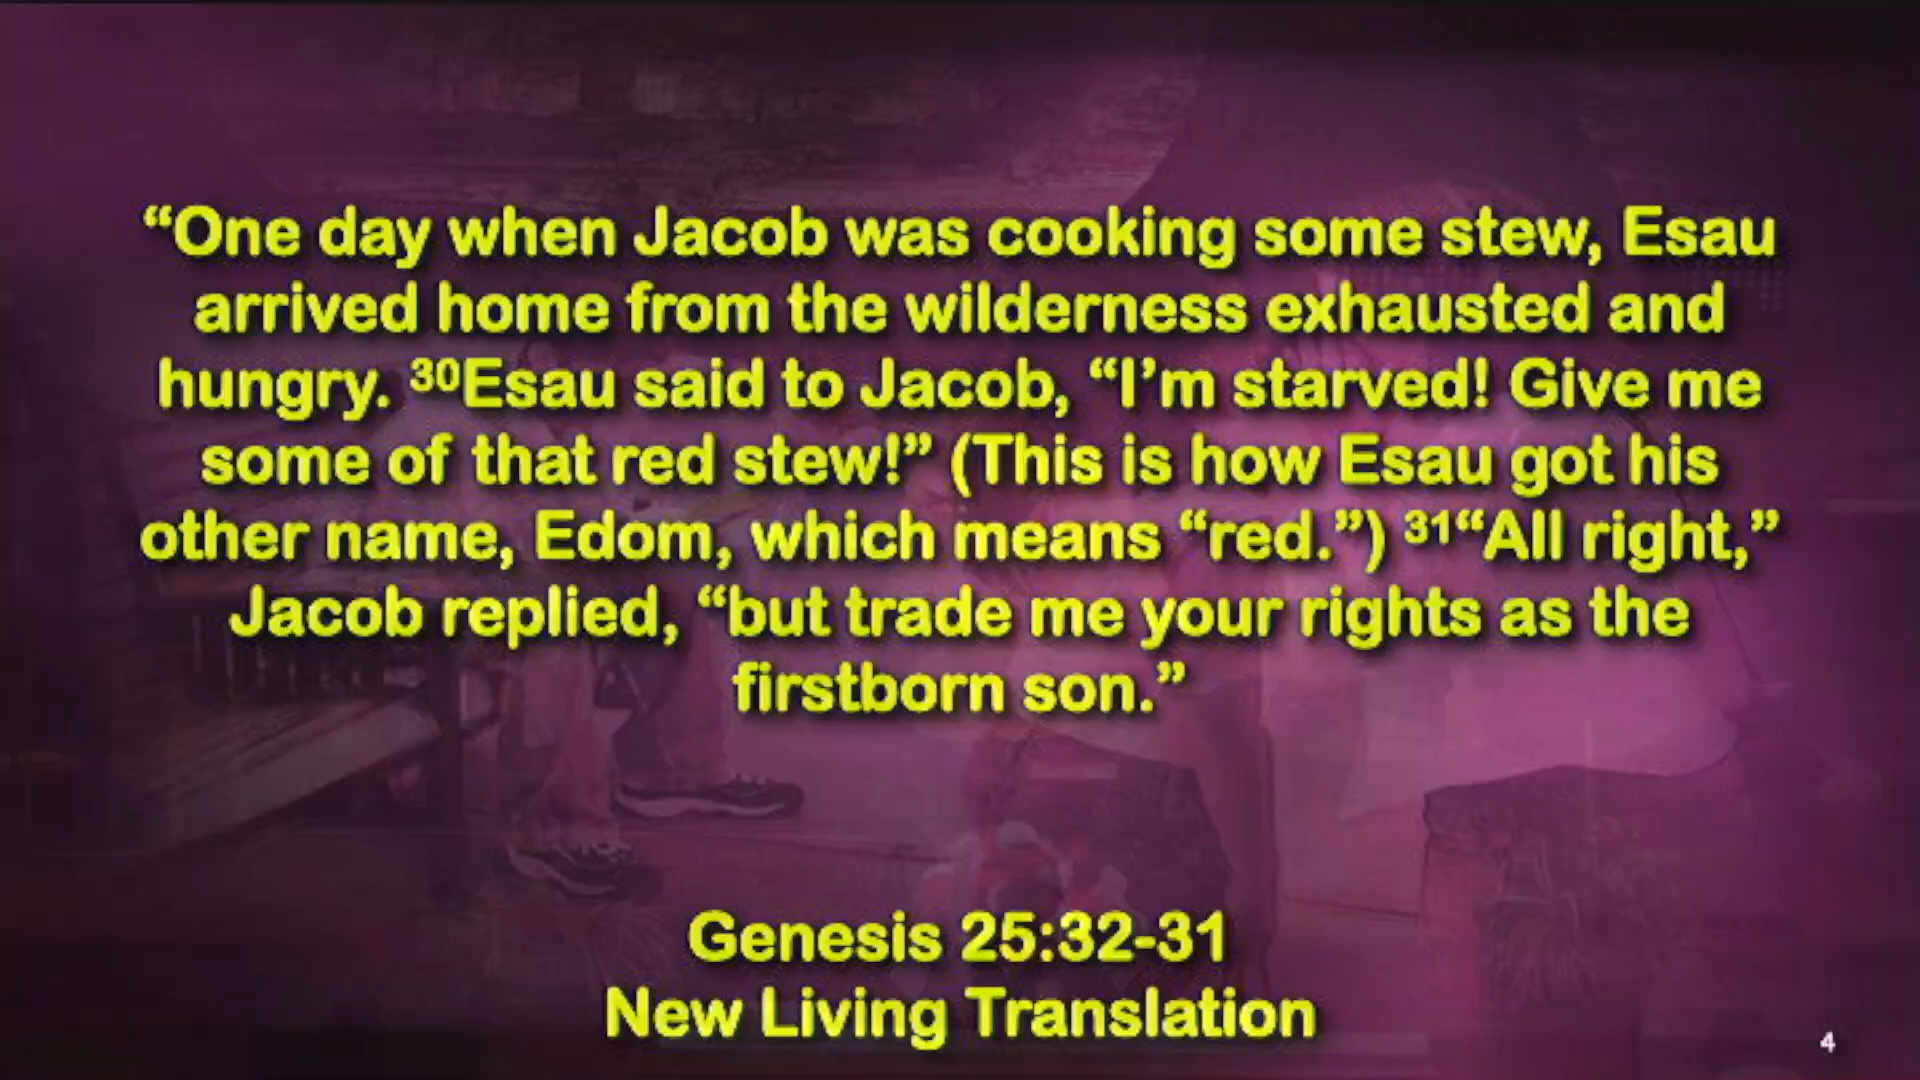 “One day when Jacob was cooking some stew, Esau
arrived home from the wilderness exhausted and
hungry. ³⁰Esau said to Jacob, “I’m starved! Give me
some of that red stew!” (This is how Esau got his
other name, Edom, which means “red.”) ³¹“All right,”
Jacob replied, “but trade me your rights as the
firstborn son.”
Genesis 25:32-31
New Living Translation
4